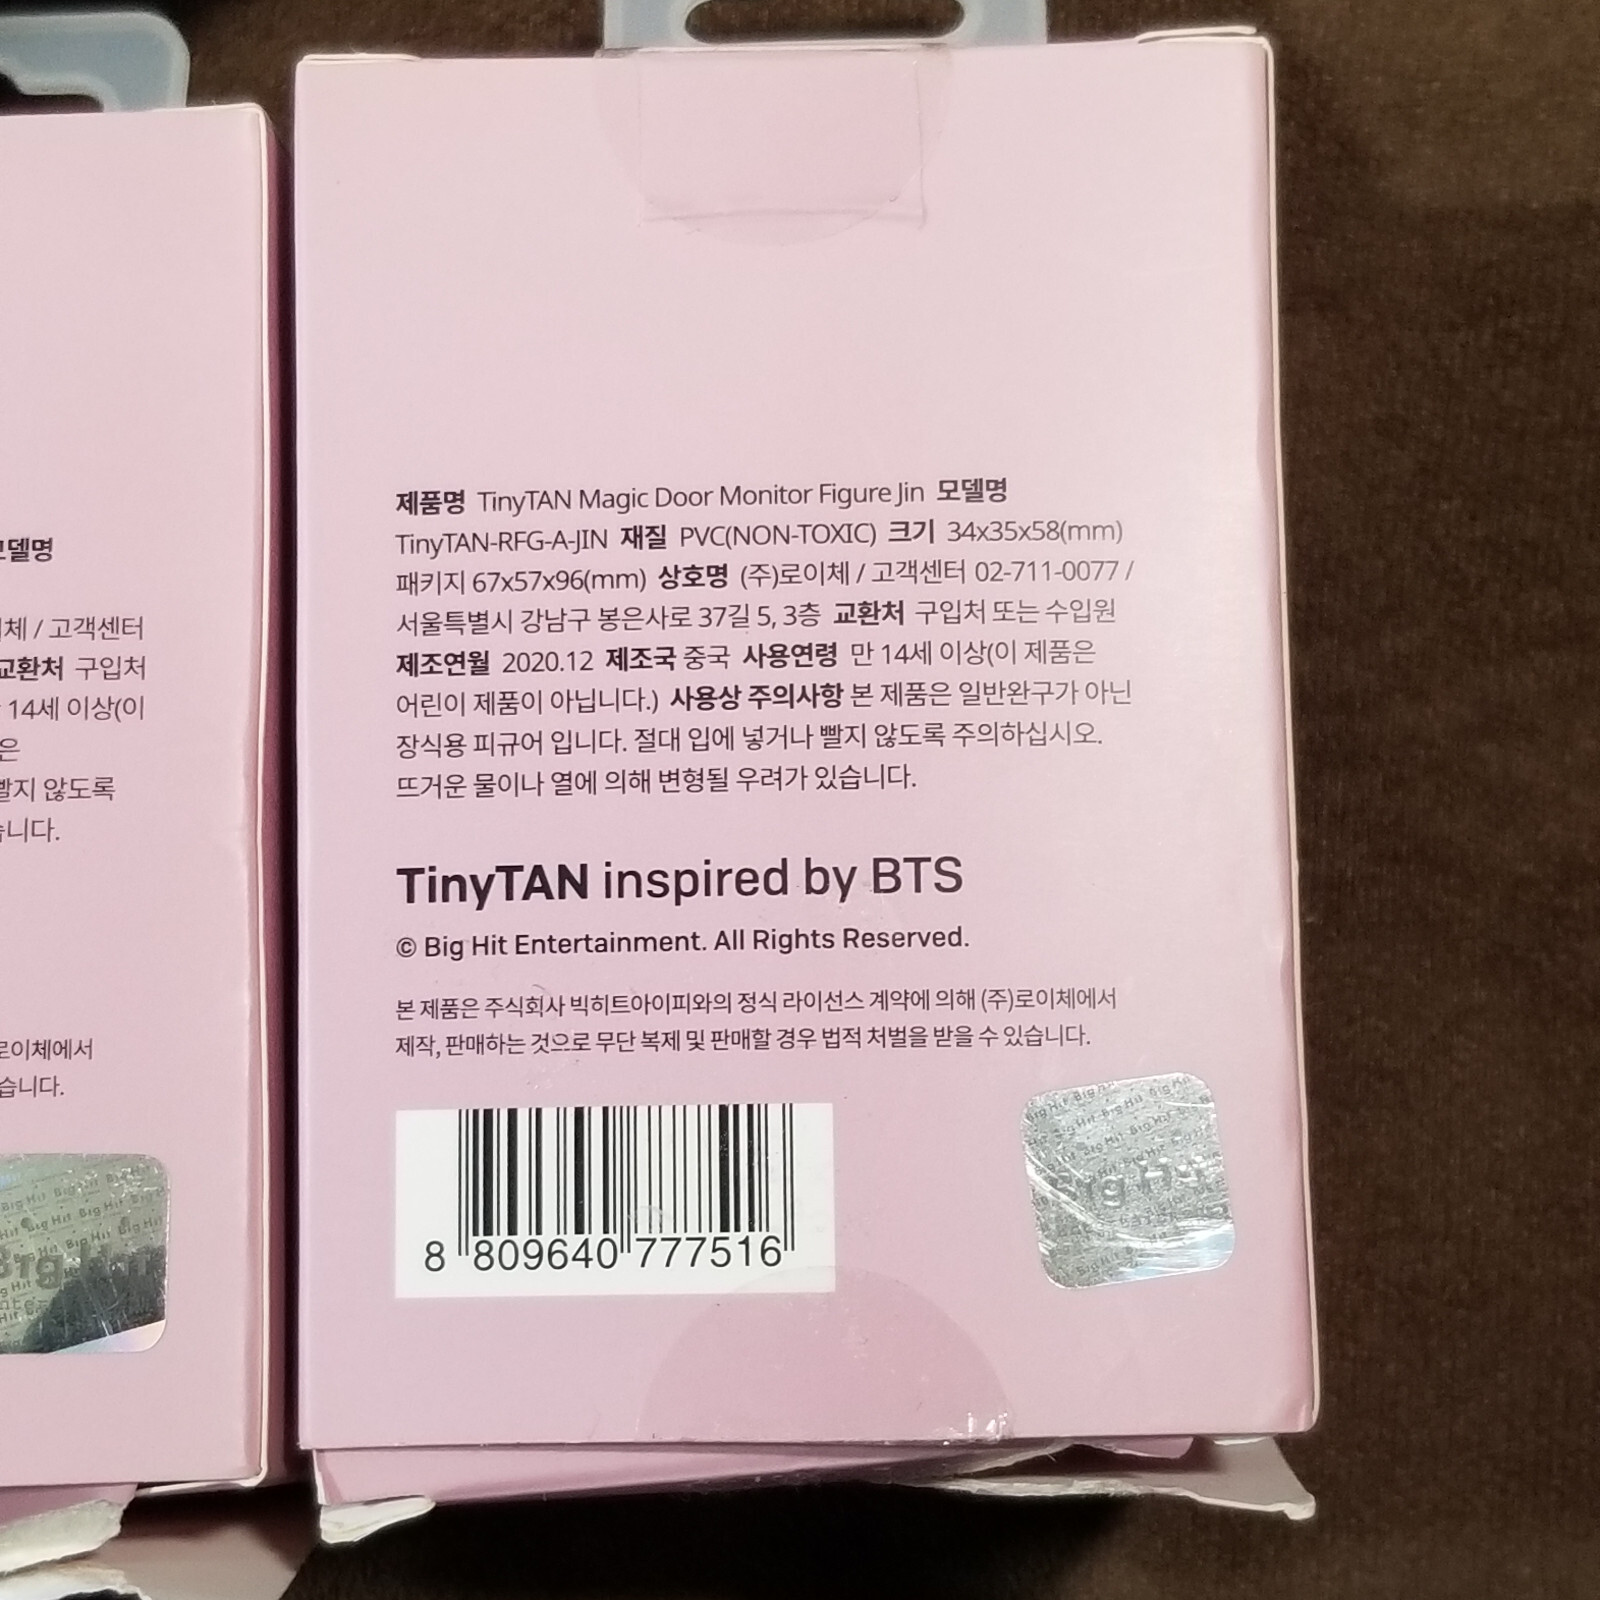 모델명
이체 / 고객센터
교환처 구입처
14세 이상(이
은
빨지 않도록
습니다.
로이체에서
습니다.
제품명 TinyTAN Magic Door Monitor Figure Jin 모델명
TinyTAN-RFG-A-JIN 재질 PVC(NON-TOXIC) 크기 34x35x58(mm)
패키지 67x57x96(mm) 상호명 (주)로이체 / 고객센터 02-711-0077 /
서울특별시 강남구 봉은사로 37길 5, 3층 교환처 구입처 또는 수입원
제조연월 2020.12 제조국 중국 사용연령 만 14세 이상(이 제품은
어린이 제품이 아닙니다.) 사용상 주의사항 본 제품은 일반완구가 아닌
장식용 피규어 입니다. 절대 입에 넣거나 빨지 않도록 주의하십시오.
뜨거운 물이나 열에 의해 변형될 우려가 있습니다.
TinyTAN inspired by BTS
© Big Hit Entertainment. All Rights Reserved.
본 제품은 주식회사 빅히트아이피와의 정식 라이선스 계약에 의해 (주)로이체에서
제작, 판매하는 것으로 무단 복제 및 판매할 경우 법적 처벌을 받을 수 있습니다.
8 809640 777516
Big Hit